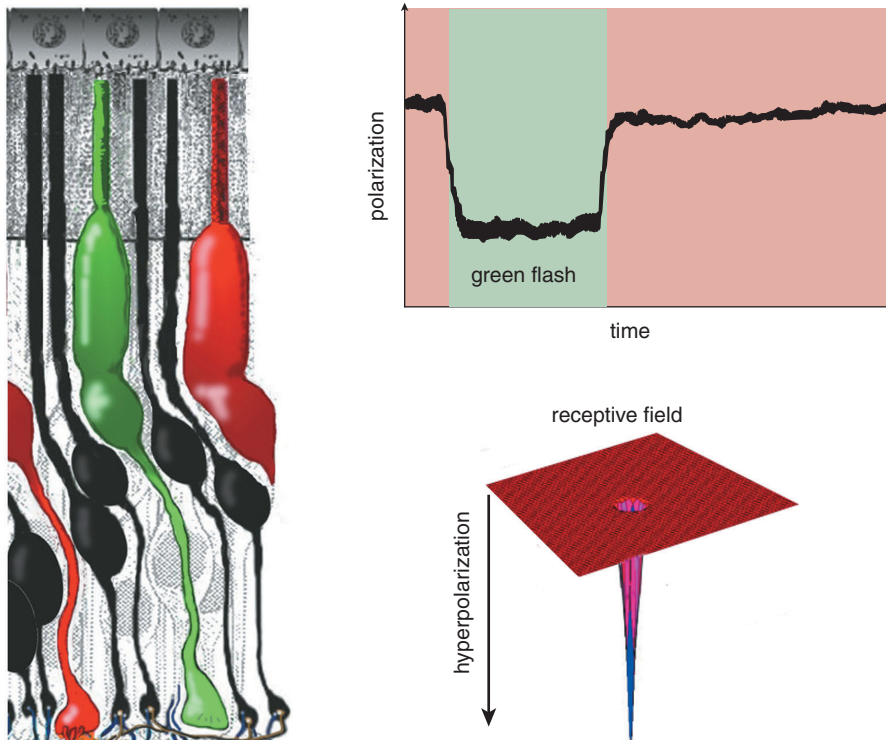 polarization
green flash
time
receptive field
hyperpolarization